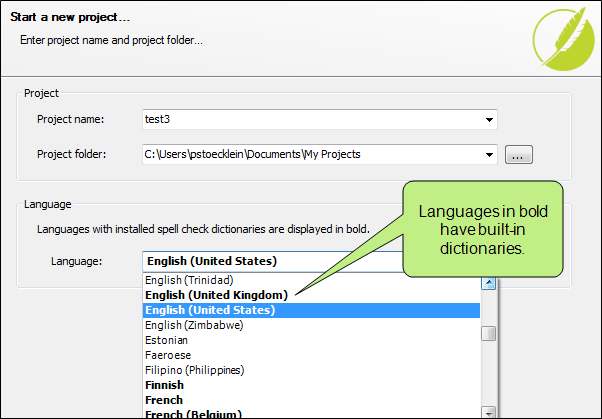 Start a new project...
Enter project name and project folder...
Project
Project name:
test3
Project folder:
C:\Users\pstoecklein\Documents\My Projects
...
Language
Languages with installed spell check dictionaries are displayed in bold.
Language:
English (United States)
English (Trinidad)
English (United Kingdom)
English (United States)
English (Zimbabwe)
Estonian
Faeroese
Filipino (Philippines)
Finnish
French
French (Belgium)
Languages in bold
have built-in
dictionaries.